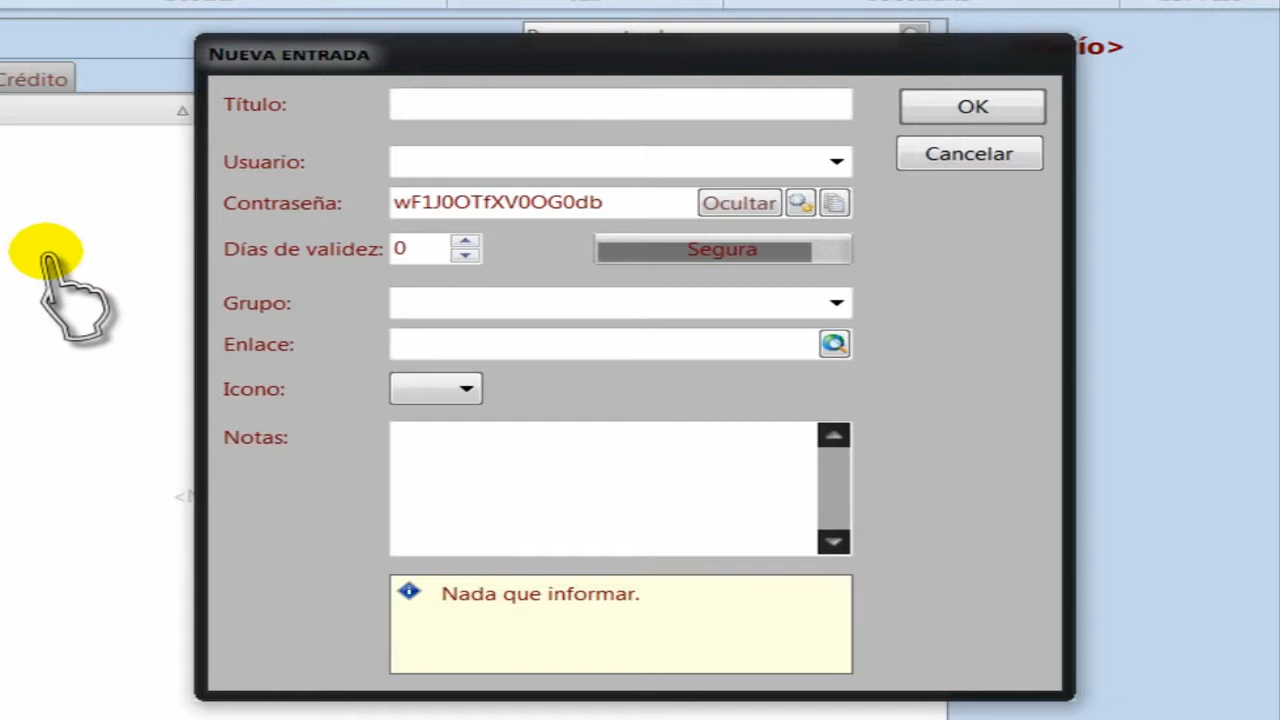 ío>
NUEVA ENTRADA
Crédito
Título:
OK
Usuario:
Cancelar
Contraseña: wF1J0OTfXV0OG0db Ocultar
Días de validez: 0 Segura
Grupo:
Enlace:
Icono:
Notas:
Nada que informar.